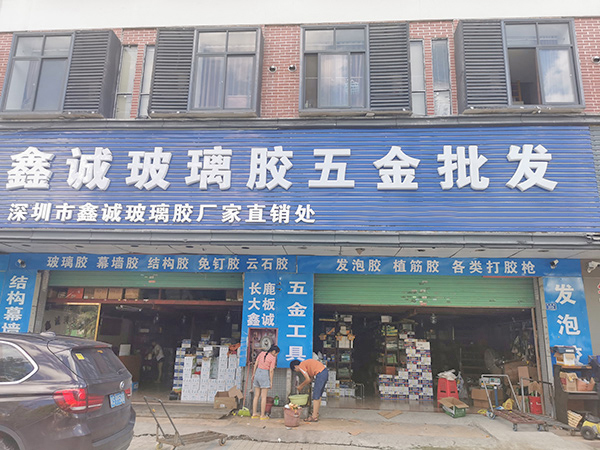 鑫诚玻璃胶五金批发
深圳市鑫诚玻璃胶厂家直销处
玻璃胶 幕墙胶 结构胶 免钉胶 云石胶
发泡胶 植筋胶 各类打胶枪
结构幕墙
长大鑫
鹿板诚
五金工具
发泡胶